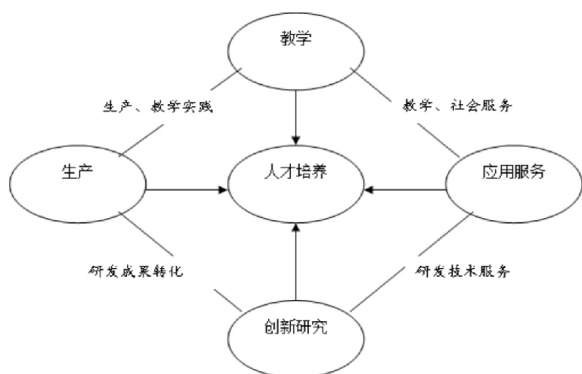 教学
生产、教学实践
教学、社会服务
生产
人才培养
应用服务
研发成果转化
研发技术服务
创新研究